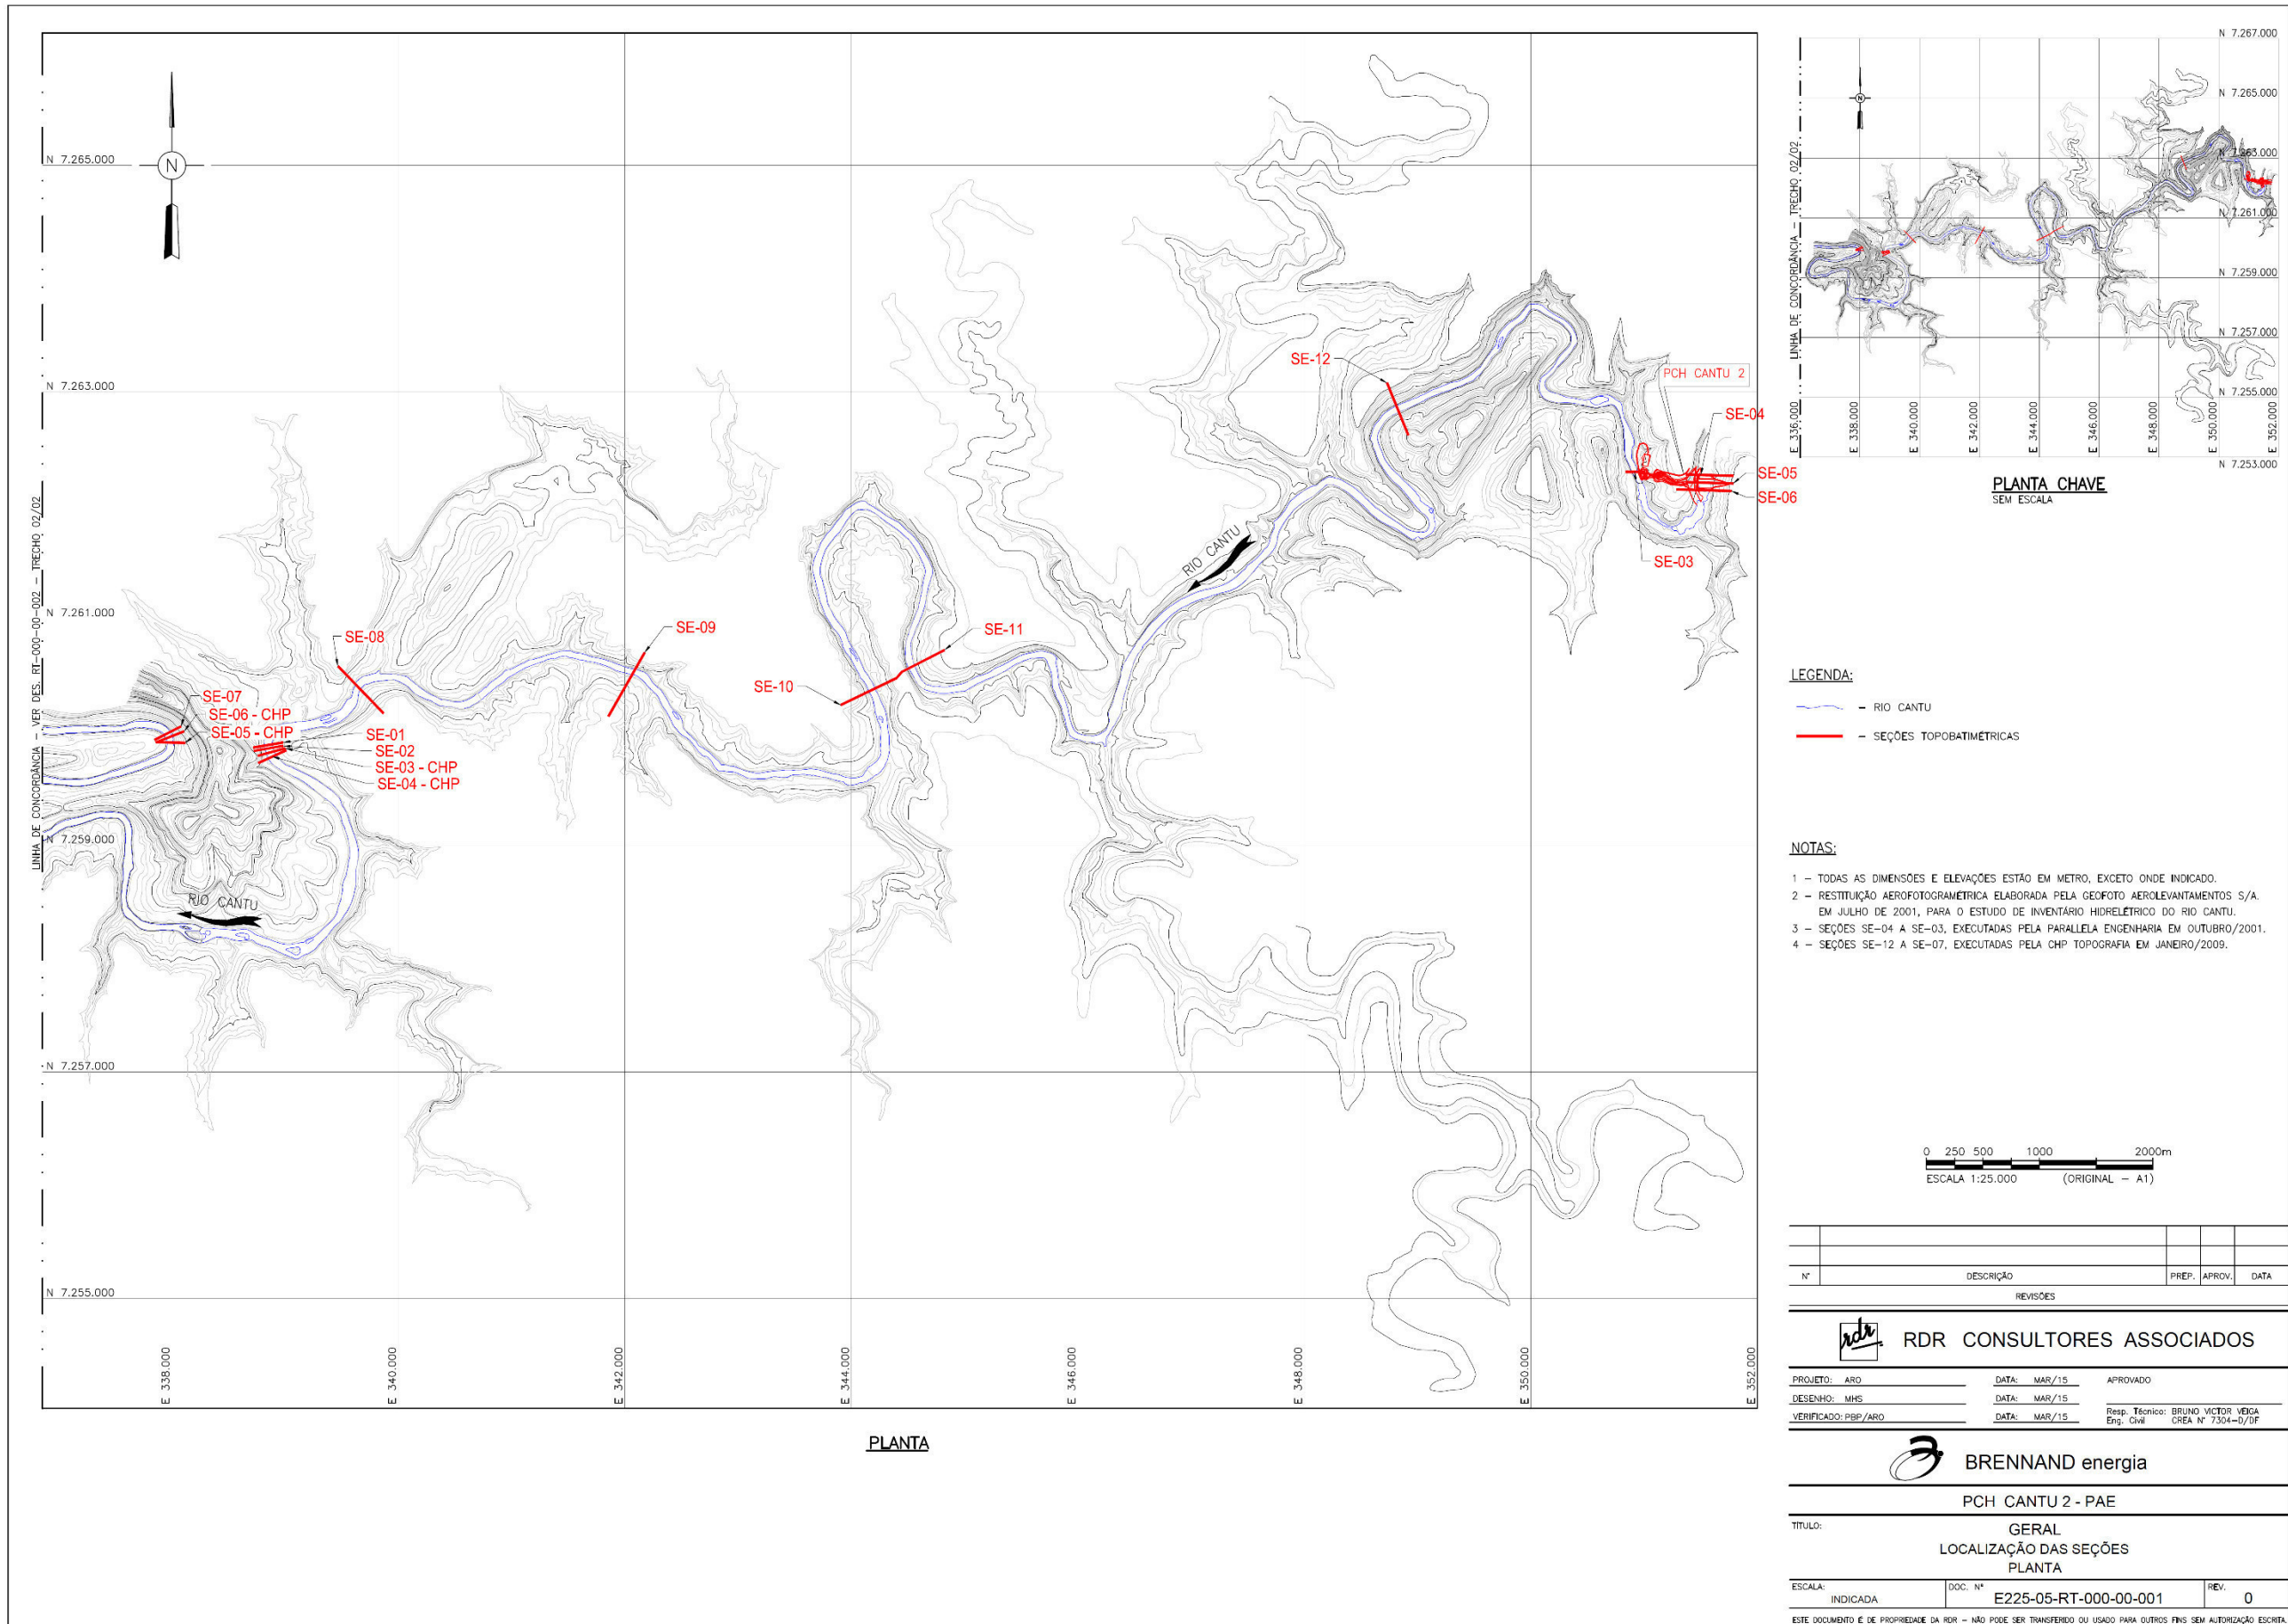 N 7.265.000
N 7.263.000
N 7.261.000
N 7.259.000
N 7.257.000
N 7.255.000
LINHA DE CONCORDÂNCIA – VER DES. RT-000-00-002 – TRECHO 02/02
N
SE-12
PCH CANTU 2
SE-04
SE-05
SE-06
SE-03
RIO CANTU
SE-11
SE-10
SE-09
SE-08
SE-07
SE-06 - CHP
SE-05 - CHP
SE-01
SE-02
SE-03 - CHP
SE-04 - CHP
RIO CANTU
E 338.000
E 340.000
E 342.000
E 344.000
E 346.000
E 348.000
E 350.000
E 352.000
PLANTA
N 7.267.000
N 7.265.000
N 7.263.000
N 7.261.000
N 7.259.000
N 7.257.000
N 7.255.000
N 7.253.000
LINHA DE CONCORDÂNCIA – TRECHO 02/02
N
E 336.000
E 338.000
E 340.000
E 342.000
E 344.000
E 346.000
E 348.000
E 350.000
E 352.000
PLANTA CHAVE
SEM ESCALA
LEGENDA:
– RIO CANTU
– SEÇÕES TOPOBATIMÉTRICAS
NOTAS:
1 – TODAS AS DIMENSÕES E ELEVAÇÕES ESTÃO EM METRO, EXCETO ONDE INDICADO.
2 – RESTITUIÇÃO AEROFOTOGRAMÉTRICA ELABORADA PELA GEOFOTO AEROLEVANTAMENTOS S/A.
EM JULHO DE 2001, PARA O ESTUDO DE INVENTÁRIO HIDRELÉTRICO DO RIO CANTU.
3 – SEÇÕES SE-04 A SE-03, EXECUTADAS PELA PARALLELA ENGENHARIA EM OUTUBRO/2001.
4 – SEÇÕES SE-12 A SE-07, EXECUTADAS PELA CHP TOPOGRAFIA EM JANEIRO/2009.
0 250 500 1000 2000m
ESCALA 1:25.000 (ORIGINAL – A1)
N° DESCRIÇÃO PREP. APROV. DATA
REVISÕES
rdr RDR CONSULTORES ASSOCIADOS
PROJETO: ARO DATA: MAR/15 APROVADO
DESENHO: MHS DATA: MAR/15
VERIFICADO: PBP/ARO DATA: MAR/15 Resp. Técnico: BRUNO VICTOR VEIGA
Eng. Civil CREA N° 7304-D/DF
BRENNAND energia
PCH CANTU 2 - PAE
TÍTULO: GERAL
LOCALIZAÇÃO DAS SEÇÕES
PLANTA
ESCALA: DOC. N° REV.
INDICADA E225-05-RT-000-00-001 0
ESTE DOCUMENTO É DE PROPRIEDADE DA RDR – NÃO PODE SER TRANSFERIDO OU USADO PARA OUTROS FINS SEM AUTORIZAÇÃO ESCRITA.